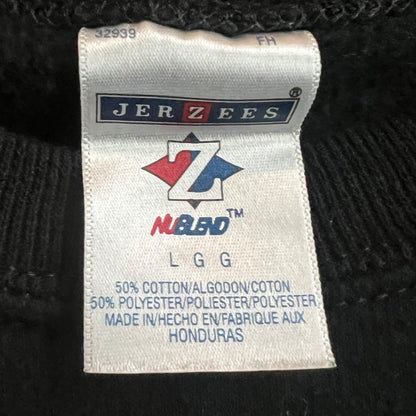 32939 FH
JERZEES®
Z
NUBLEND™
L G G
50% COTTON/ALGODON/COTON
50% POLYESTER/POLIESTER/POLYESTER
MADE IN/HECHO EN/FABRIQUE AUX
HONDURAS